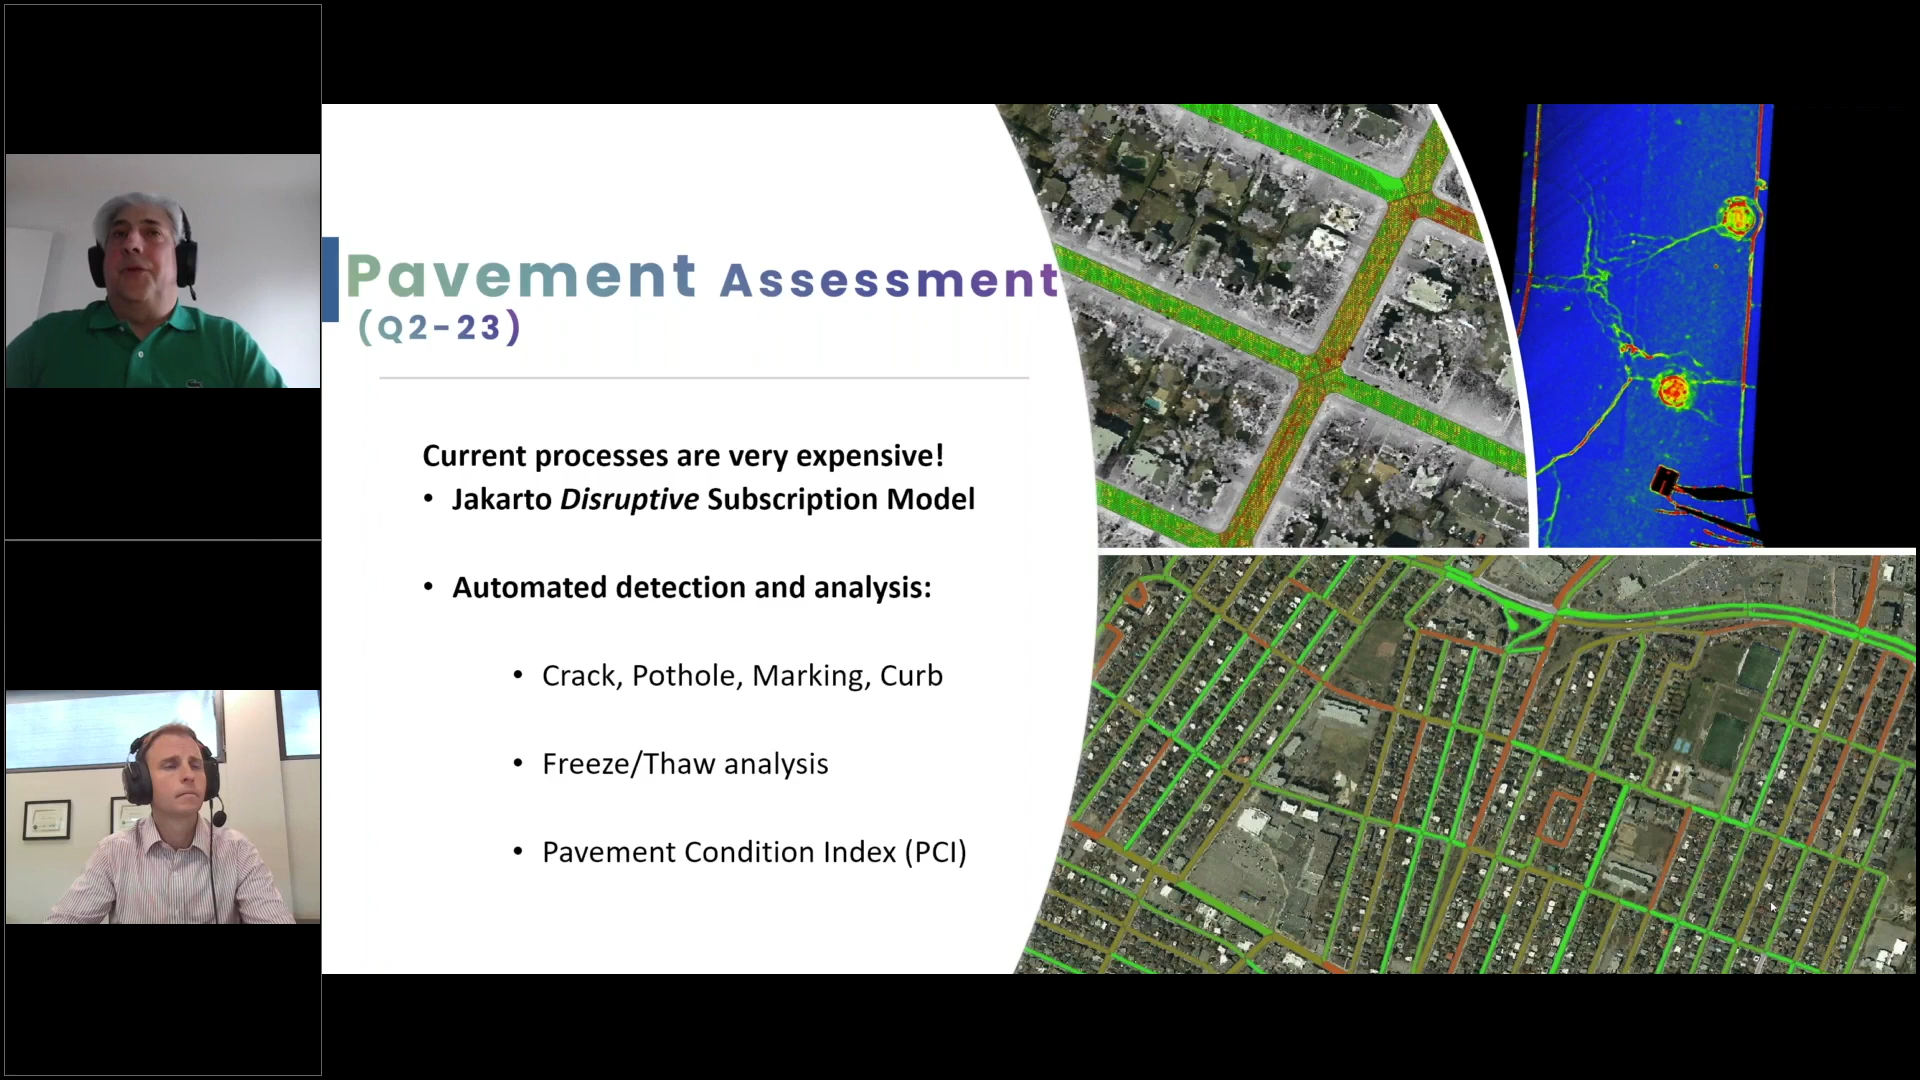 Pavement Assessment
(Q2-23)
Current processes are very expensive!
• Jakarto Disruptive Subscription Model
• Automated detection and analysis:
• Crack, Pothole, Marking, Curb
• Freeze/Thaw analysis
• Pavement Condition Index (PCI)